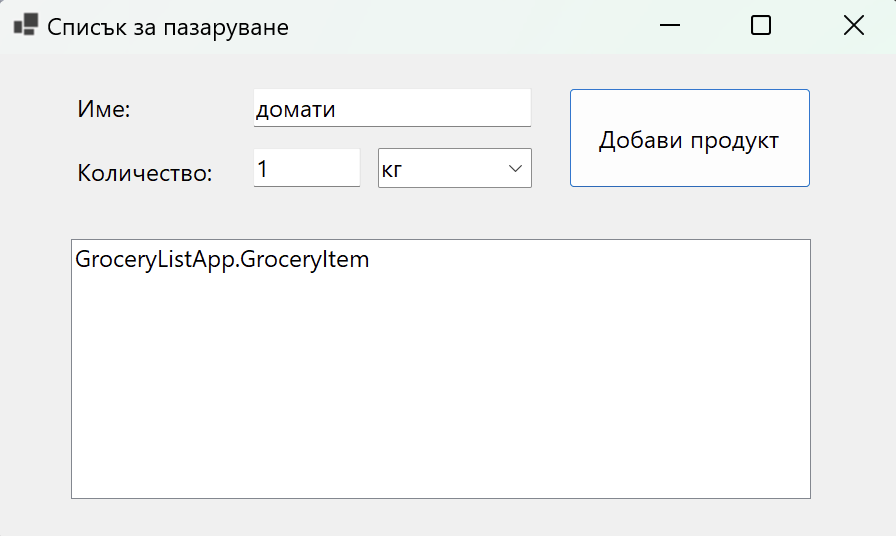 Списък за пазаруване
Име:
домати
Добави продукт
Количество:
1
кг
GroceryListApp.GroceryItem